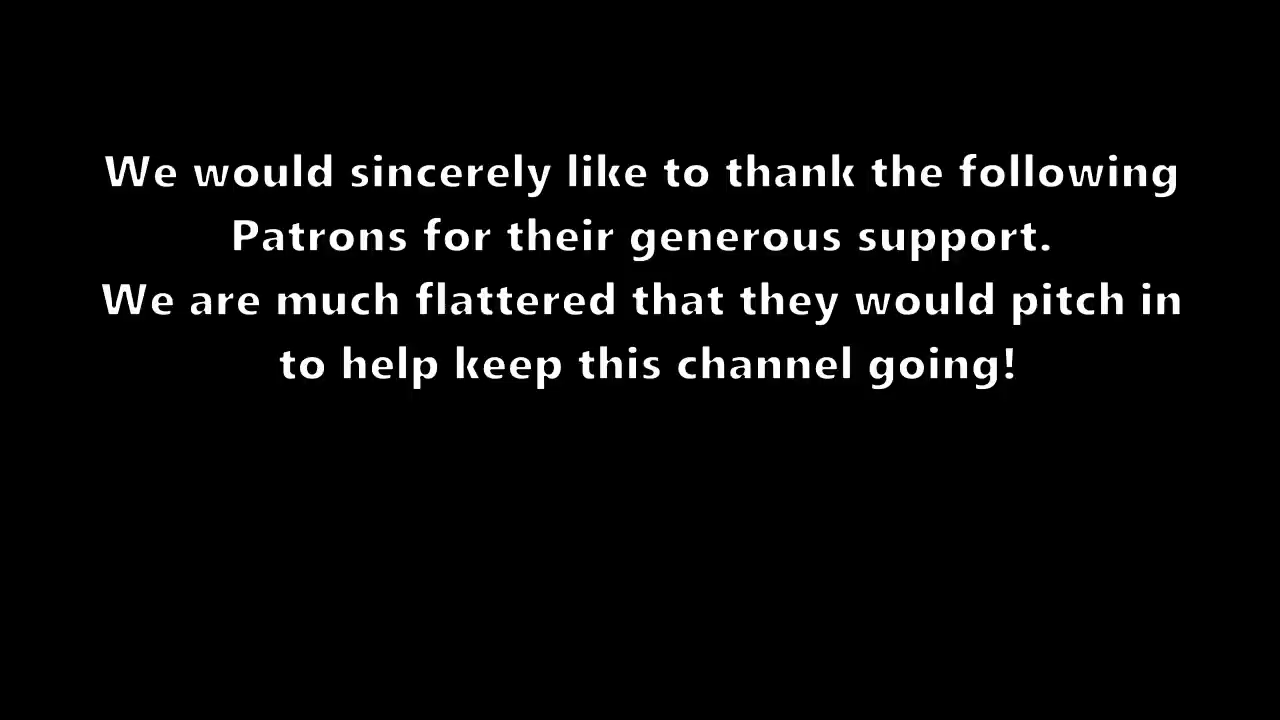 We would sincerely like to thank the following
Patrons for their generous support.
We are much flattered that they would pitch in
to help keep this channel going!